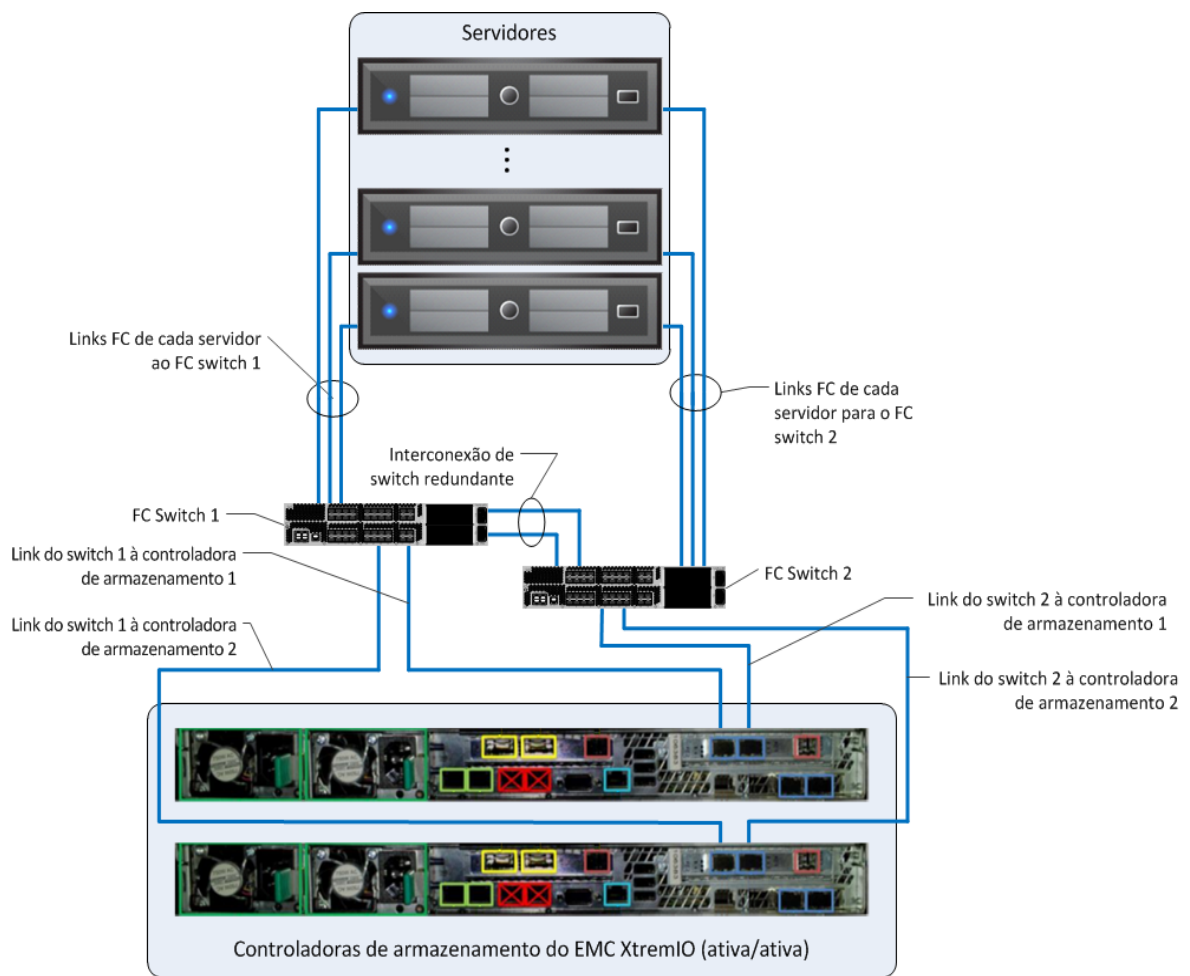 Servidores
Links FC de cada servidor
ao FC switch 1
Links FC de cada
servidor para o FC
switch 2
Interconexão de
switch redundante
FC Switch 1
FC Switch 2
Link do switch 1 à controladora
de armazenamento 1
Link do switch 2 à controladora
de armazenamento 1
Link do switch 1 à controladora
de armazenamento 2
Link do switch 2 à controladora
de armazenamento 2
Controladoras de armazenamento do EMC XtremIO (ativa/ativa)